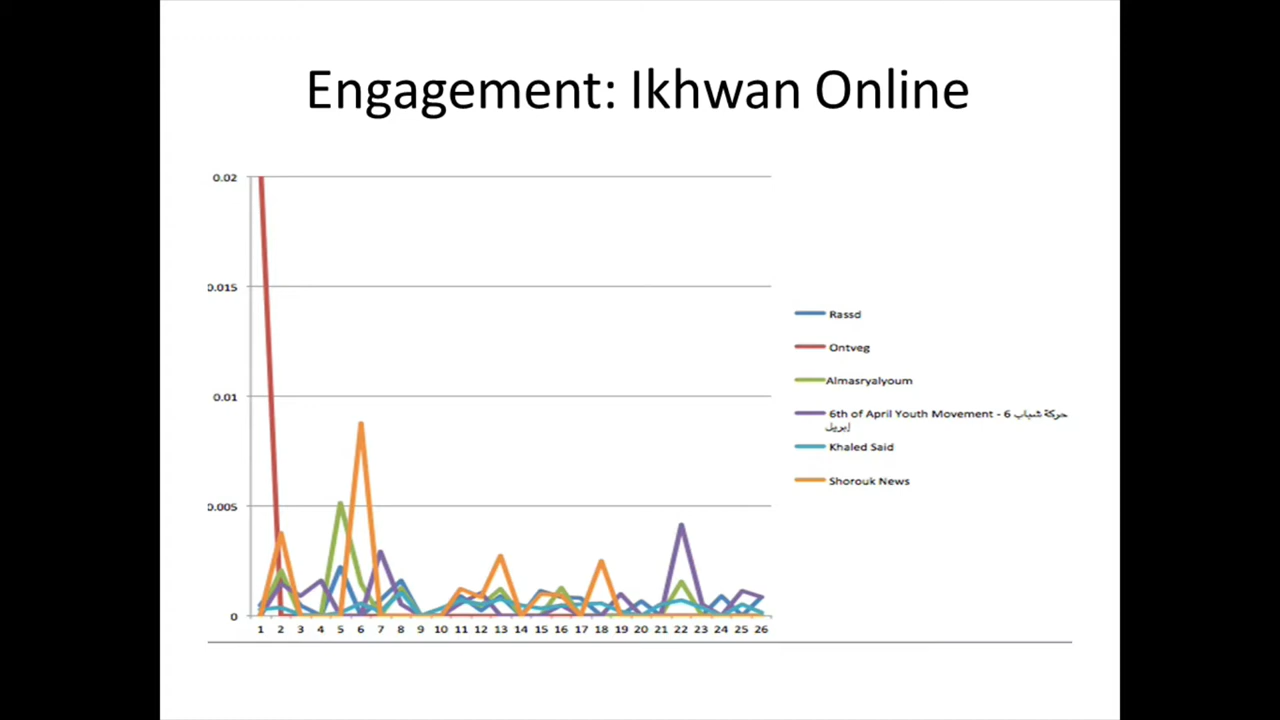 Engagement: Ikhwan Online
0.02
0.015
0.01
0.005
0
1 2 3 4 5 6 7 8 9 10 11 12 13 14 15 16 17 18 19 20 21 22 23 24 25 26
Rassd
Ontveg
Almasryalyoum
6th of April Youth Movement - 6 حركة شباب
إبريل
Khaled Said
Shorouk News